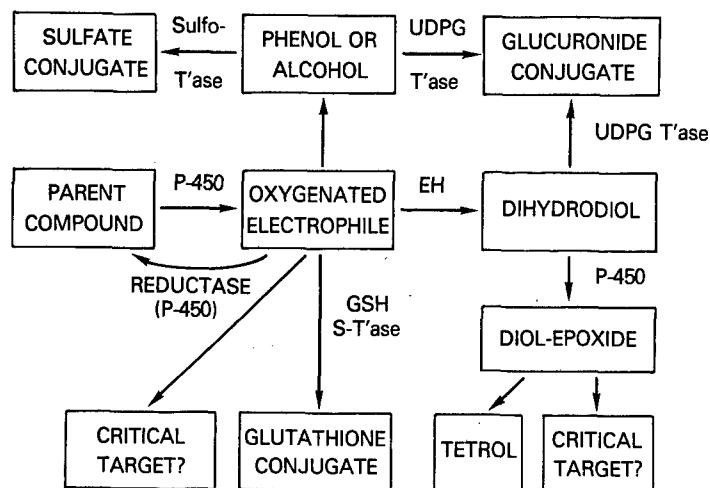 SULFATE
CONJUGATE
Sulfo-
T'ase
PHENOL OR
ALCOHOL
UDPG
T'ase
GLUCURONIDE
CONJUGATE
UDPG T'ase
PARENT
COMPOUND
P-450
OXYGENATED
ELECTROPHILE
EH
DIHYDRODIOL
REDUCTASE
(P-450)
GSH
S-T'ase
P-450
DIOL-EPOXIDE
CRITICAL
TARGET?
GLUTATHIONE
CONJUGATE
TETROL
CRITICAL
TARGET?